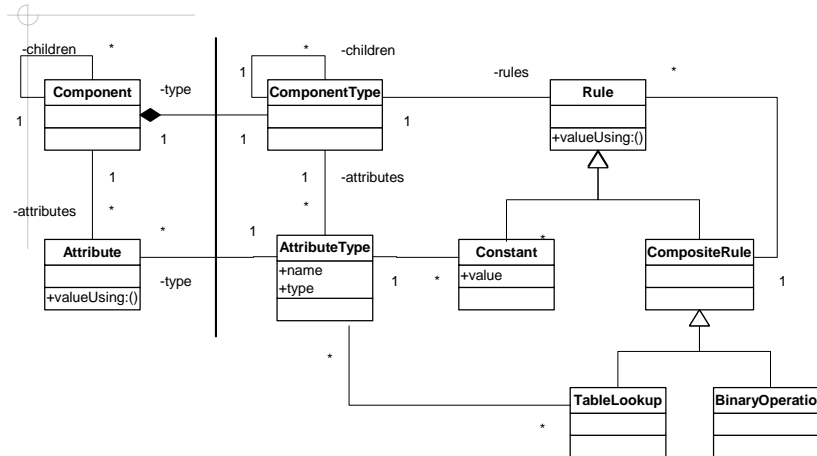 -children
*
*
-children
1
-rules
*
Component
-type
ComponentType
Rule
1
1
1
1
+valueUsing:()
1
1
-attributes
-attributes
*
*
*
1
*
Attribute
AttributeType
Constant
CompositeRule
+name
+type
+value
-type
1
*
1
+valueUsing:()
*
TableLookup
BinaryOperatio
*